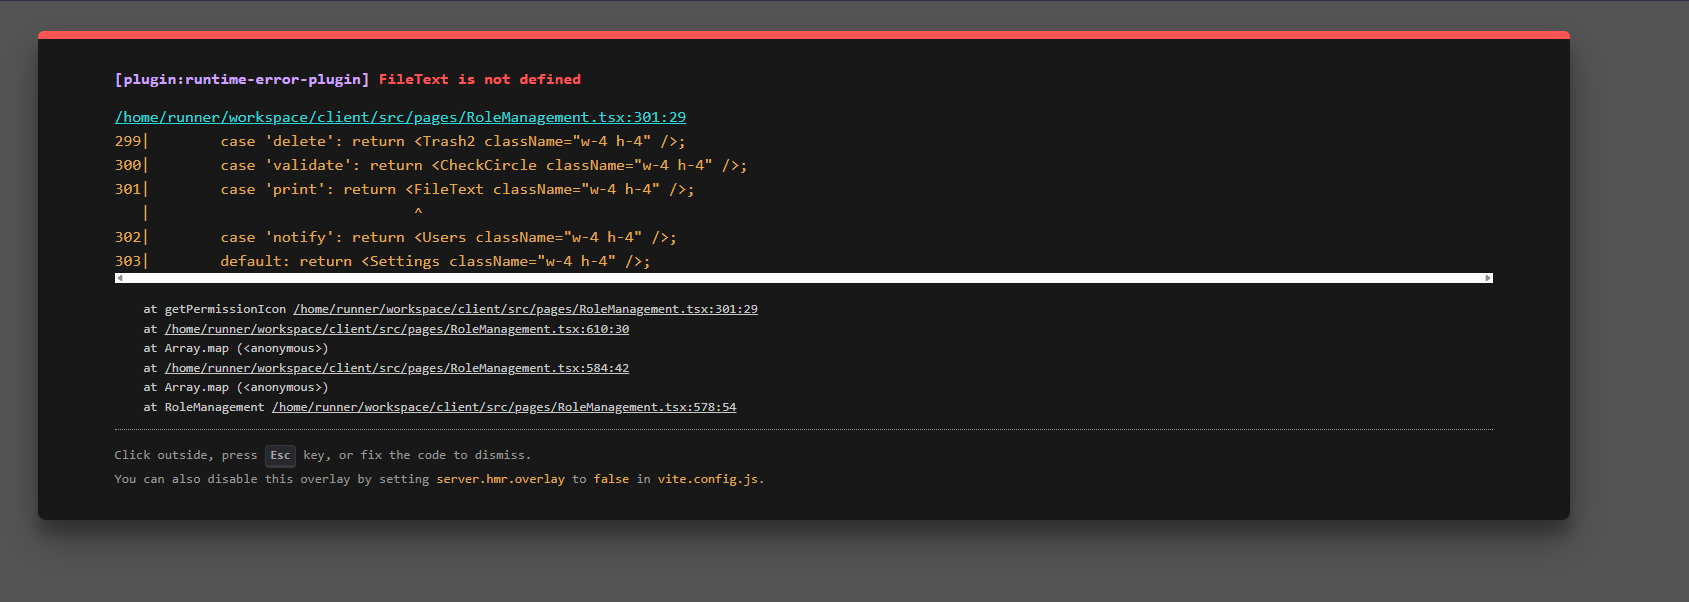 [plugin:runtime-error-plugin] FileText is not defined
/home/runner/workspace/client/src/pages/RoleManagement.tsx:301:29
299|        case 'delete': return <Trash2 className="w-4 h-4" />;
300|        case 'validate': return <CheckCircle className="w-4 h-4" />;
301|        case 'print': return <FileText className="w-4 h-4" />;
   |                              ^
302|        case 'notify': return <Users className="w-4 h-4" />;
303|        default: return <Settings className="w-4 h-4" />;
at getPermissionIcon /home/runner/workspace/client/src/pages/RoleManagement.tsx:301:29
at /home/runner/workspace/client/src/pages/RoleManagement.tsx:610:30
at Array.map (<anonymous>)
at /home/runner/workspace/client/src/pages/RoleManagement.tsx:584:42
at Array.map (<anonymous>)
at RoleManagement /home/runner/workspace/client/src/pages/RoleManagement.tsx:578:54
Click outside, press Esc key, or fix the code to dismiss.
You can also disable this overlay by setting server.hmr.overlay to false in vite.config.js.